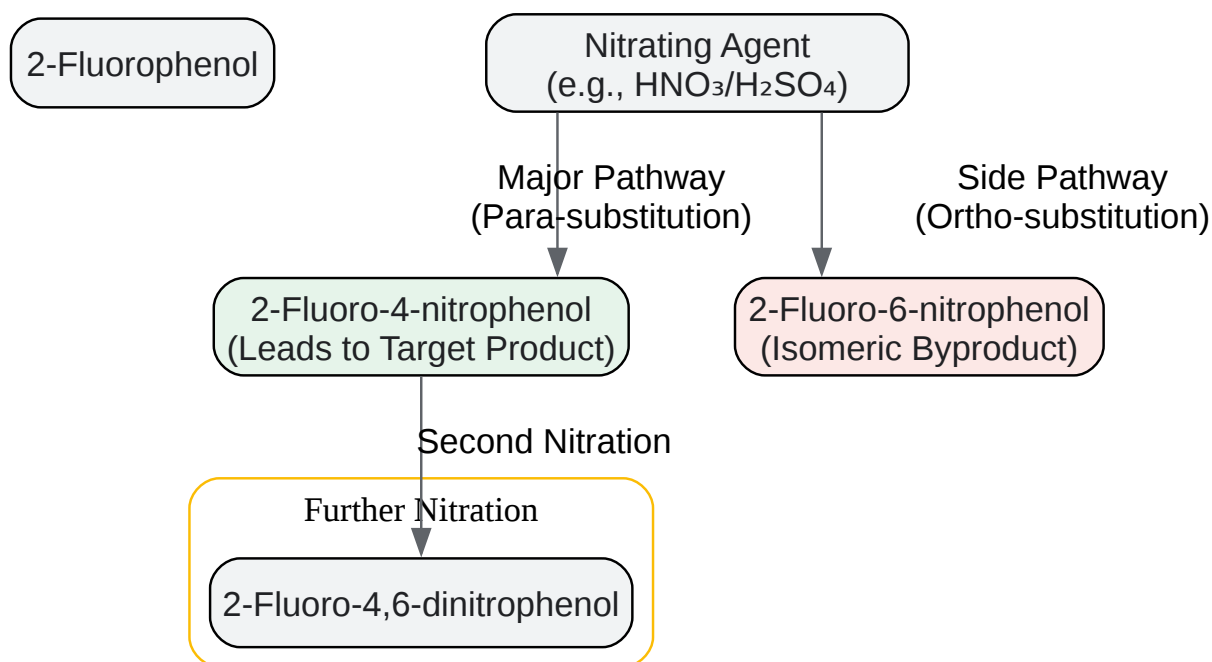 2-Fluorophenol
Nitrating Agent
(e.g., HNO₃/H₂SO₄)
Major Pathway
(Para-substitution)
Side Pathway
(Ortho-substitution)
2-Fluoro-4-nitrophenol
(Leads to Target Product)
2-Fluoro-6-nitrophenol
(Isomeric Byproduct)
Second Nitration
Further Nitration
2-Fluoro-4,6-dinitrophenol